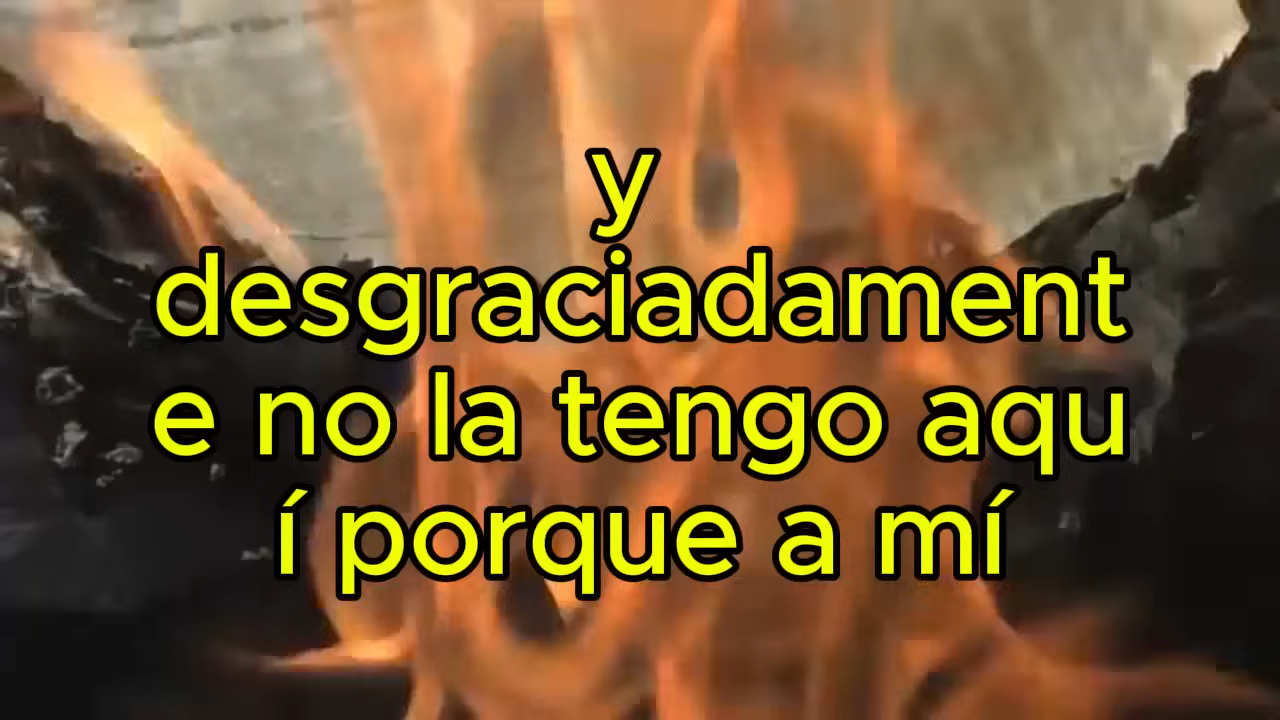 y
desgraciadament
e no la tengo aqu
í porque a mí